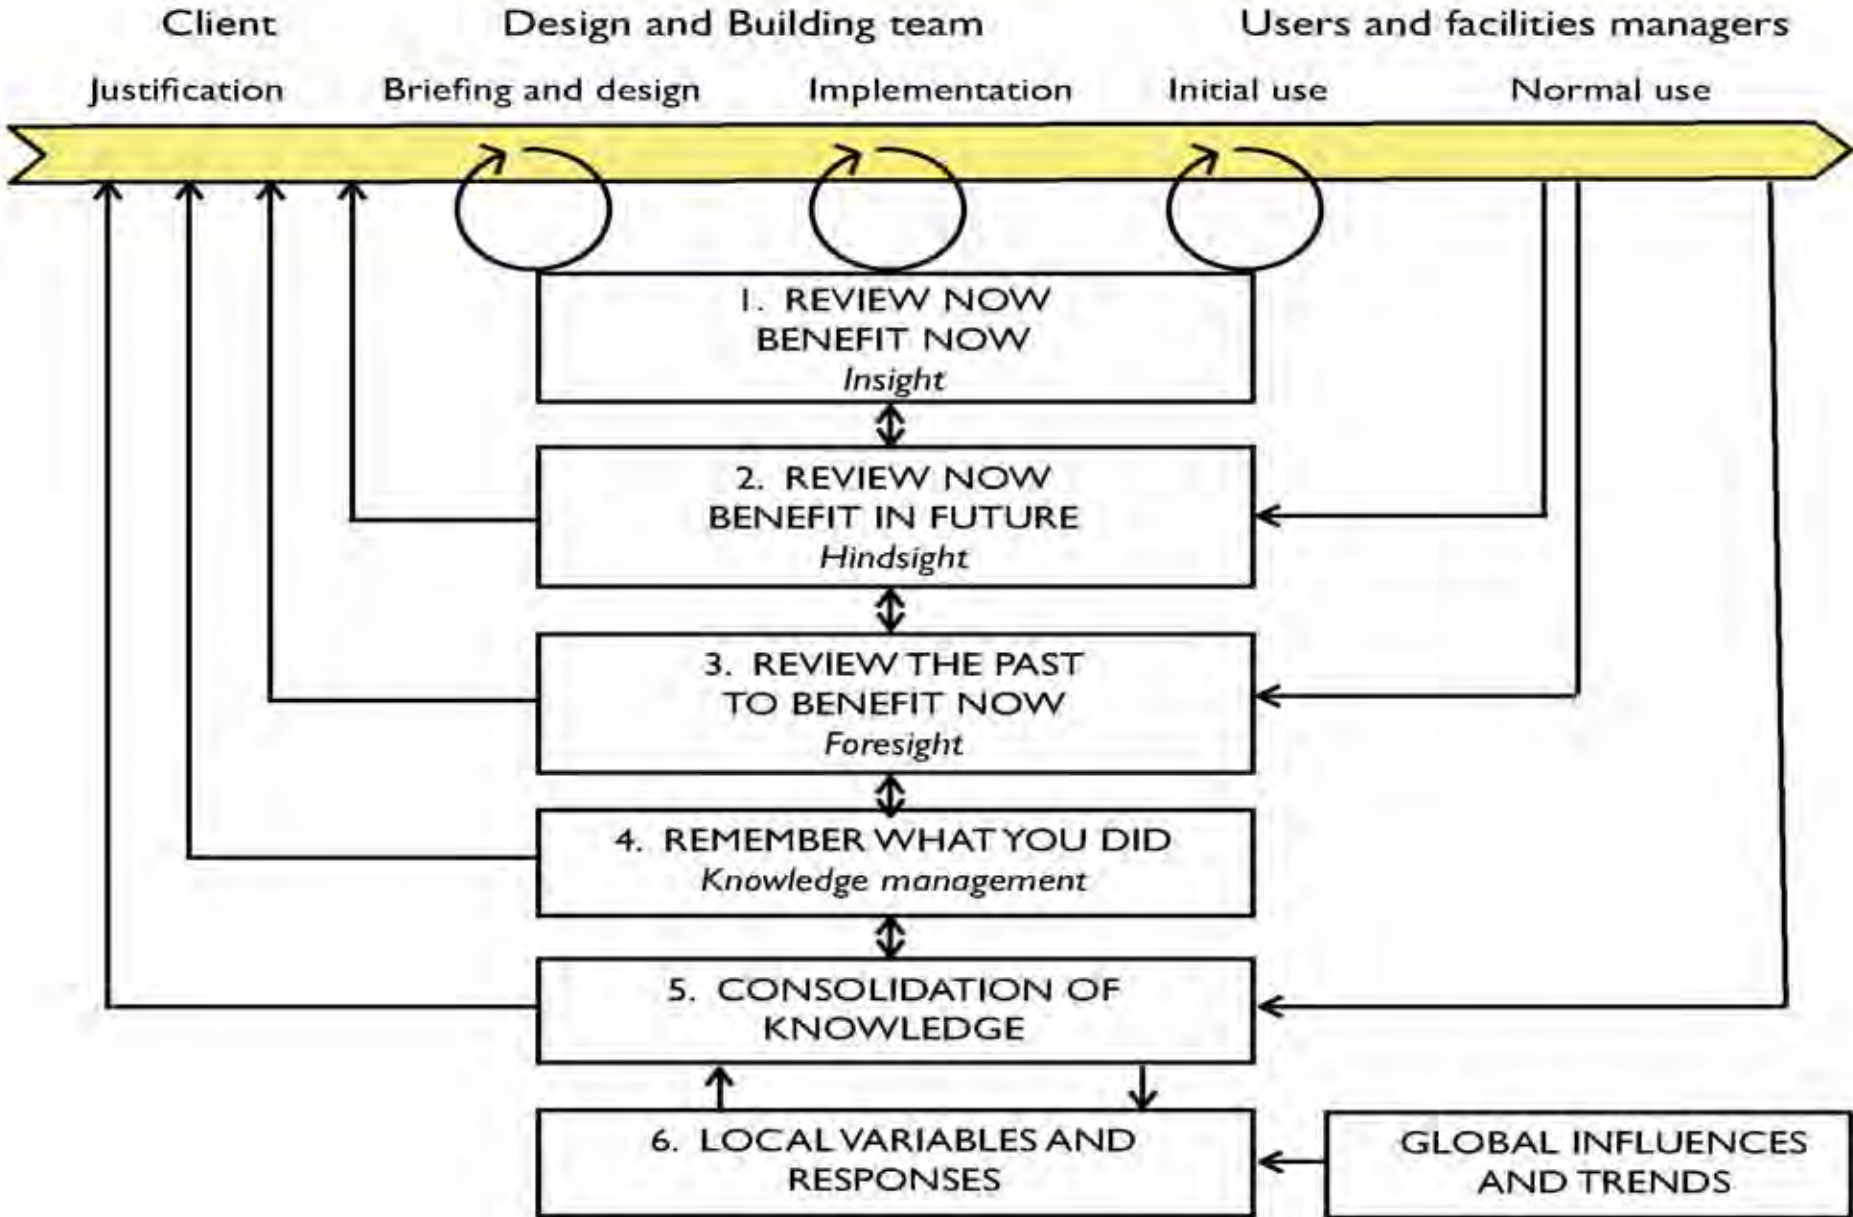 Client Design and Building team Users and facilities managers
Justification Briefing and design Implementation Initial use Normal use
1. REVIEW NOW
BENEFIT NOW
Insight
2. REVIEW NOW
BENEFIT IN FUTURE
Hindsight
3. REVIEW THE PAST
TO BENEFIT NOW
Foresight
4. REMEMBER WHAT YOU DID
Knowledge management
5. CONSOLIDATION OF
KNOWLEDGE
6. LOCAL VARIABLES AND
RESPONSES
GLOBAL INFLUENCES
AND TRENDS